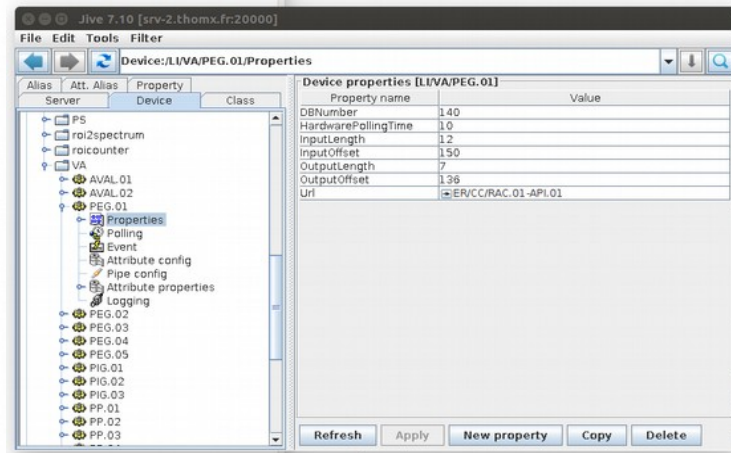 Jive 7.10 [srv-2.thomx.fr:20000]
File Edit Tools Filter
Device:/LI/VA/PEG.01/Properties
Alias Att. Alias Property
Server Device Class
PS
roi2spectrum
roicounter
VA
AVAL.01
AVAL.02
PEG.01
Properties
Polling
Event
Attribute config
Pipe config
Attribute properties
Logging
PEG.02
PEG.03
PEG.04
PEG.05
PIG.01
PIG.02
PIG.03
PP.01
PP.02
PP.03
Device properties [LI/VA/PEG.01]
Property name Value
DBNumber 140
HardwarePollingTime 10
InputLength 12
InputOffset 150
OutputLength 7
OutputOffset 136
Url ER/CC/RAC.01-API.01
Refresh Apply New property Copy Delete